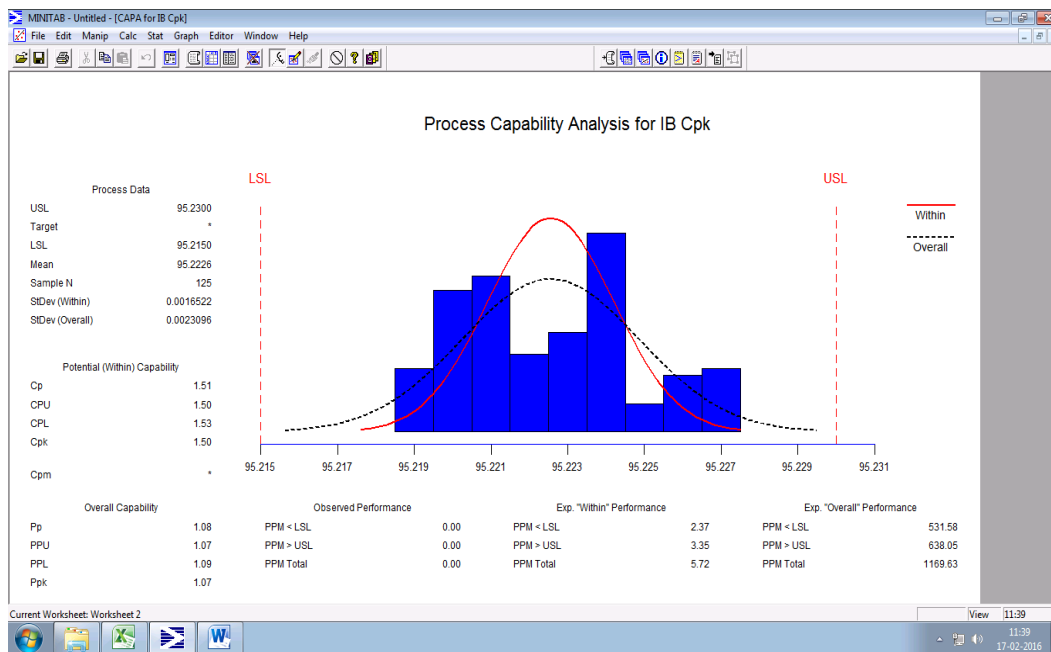 MINITAB - Untitled - [CAPA for IB Cpk]
File Edit Manip Calc Stat Graph Editor Window Help
Process Capability Analysis for IB Cpk
Process Data
USL 95.2300
Target *
LSL 95.2150
Mean 95.2226
Sample N 125
StDev (Within) 0.0016522
StDev (Overall) 0.0023096
Potential (Within) Capability
Cp 1.51
CPU 1.50
CPL 1.53
Cpk 1.50
Cpm *
LSL USL
Within
Overall
95.215 95.217 95.219 95.221 95.223 95.226 95.227 95.229 95.231
Overall Capability
Pp 1.08
PPU 1.07
PPL 1.09
Ppk 1.07
Observed Performance
PPM < LSL 0.00
PPM > USL 0.00
PPM Total 0.00
Exp. "Within" Performance
PPM < LSL 2.37
PPM > USL 3.35
PPM Total 5.72
Exp. "Overall" Performance
PPM < LSL 531.58
PPM > USL 638.05
PPM Total 1169.63
Current Worksheet: Worksheet 2 View 11:39
11:39
17-02-2016